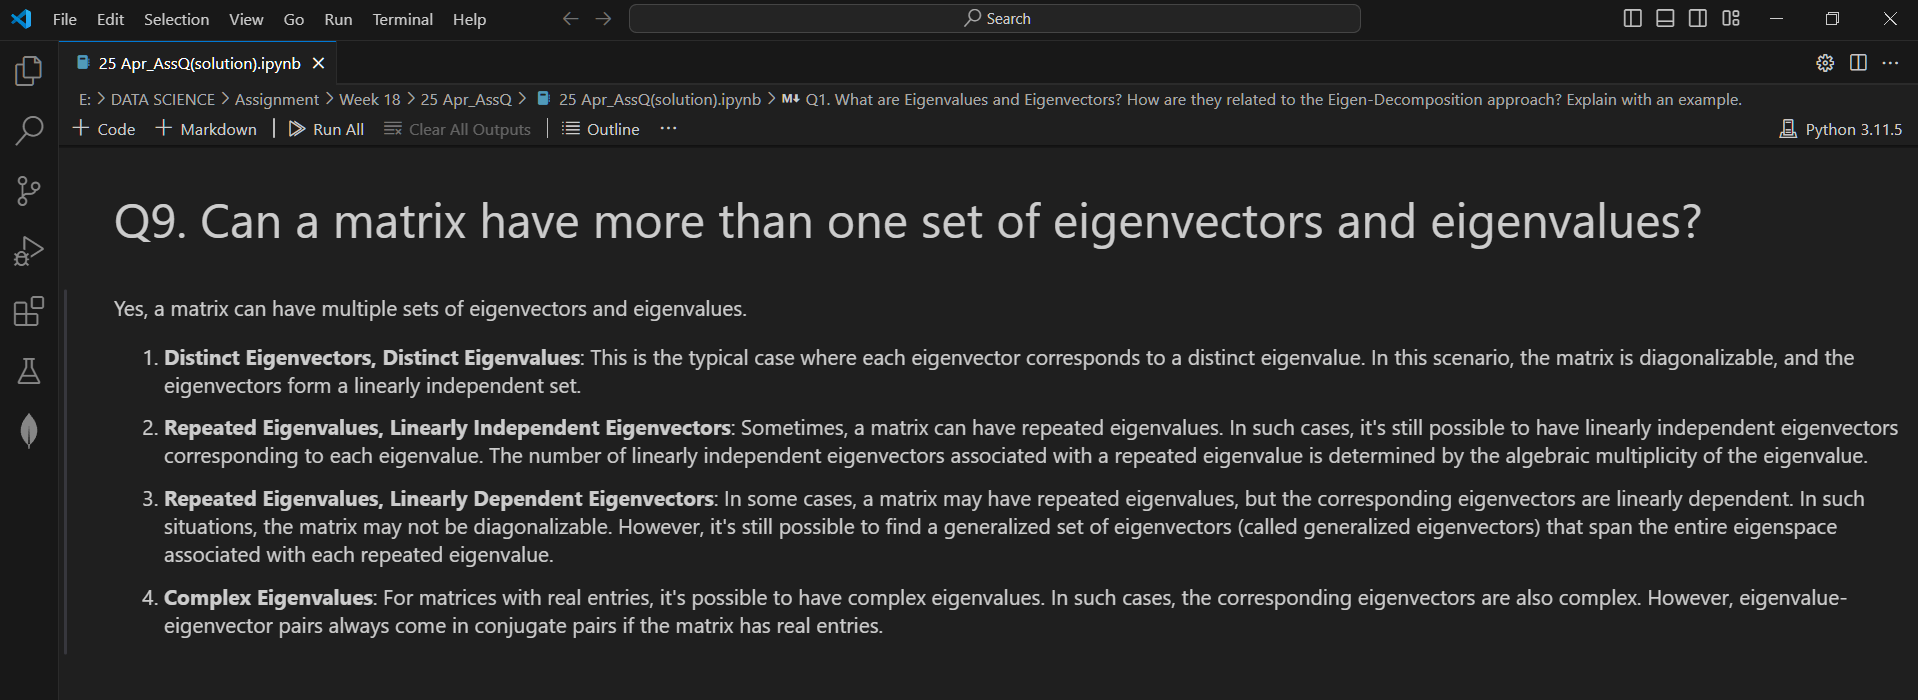 File Edit Selection View Go Run Terminal Help
Search
25 Apr_AssQ(solution).ipynb
E: > DATA SCIENCE > Assignment > Week 18 > 25 Apr_AssQ > 25 Apr_AssQ(solution).ipynb > M↓ Q1. What are Eigenvalues and Eigenvectors? How are they related to the Eigen-Decomposition approach? Explain with an example.
+ Code + Markdown | Run All Clear All Outputs | Outline ... Python 3.11.5
Q9. Can a matrix have more than one set of eigenvectors and eigenvalues?
Yes, a matrix can have multiple sets of eigenvectors and eigenvalues.
1. Distinct Eigenvectors, Distinct Eigenvalues: This is the typical case where each eigenvector corresponds to a distinct eigenvalue. In this scenario, the matrix is diagonalizable, and the
eigenvectors form a linearly independent set.
2. Repeated Eigenvalues, Linearly Independent Eigenvectors: Sometimes, a matrix can have repeated eigenvalues. In such cases, it's still possible to have linearly independent eigenvectors
corresponding to each eigenvalue. The number of linearly independent eigenvectors associated with a repeated eigenvalue is determined by the algebraic multiplicity of the eigenvalue.
3. Repeated Eigenvalues, Linearly Dependent Eigenvectors: In some cases, a matrix may have repeated eigenvalues, but the corresponding eigenvectors are linearly dependent. In such
situations, the matrix may not be diagonalizable. However, it's still possible to find a generalized set of eigenvectors (called generalized eigenvectors) that span the entire eigenspace
associated with each repeated eigenvalue.
4. Complex Eigenvalues: For matrices with real entries, it's possible to have complex eigenvalues. In such cases, the corresponding eigenvectors are also complex. However, eigenvalue-
eigenvector pairs always come in conjugate pairs if the matrix has real entries.